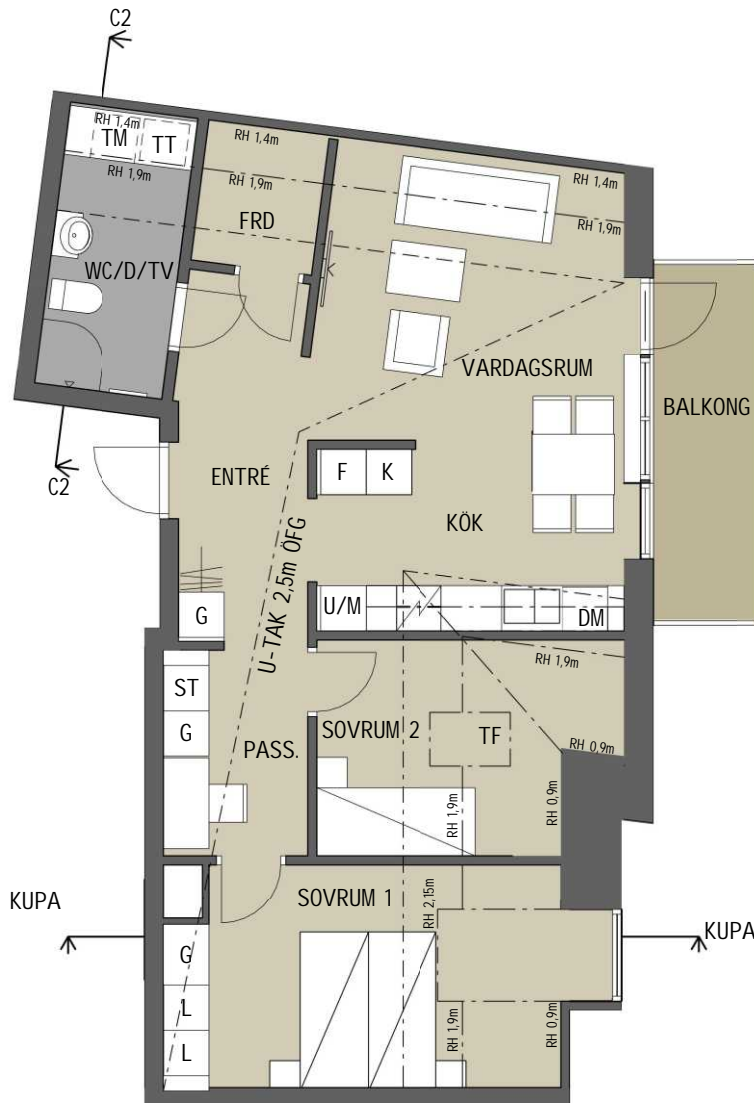 C2
RH 1,4m
TM
TT
RH 1,9m
WC/D/TV
RH 1,4m
RH 1,9m
FRD
RH 1,4m
RH 1,9m
VARDAGSRUM
BALKONG
C2
ENTRÉ
F
K
KÖK
U-TAK 2,5m ÖFG
G
U/M
DM
ST
G
PASS.
SOVRUM 2
TF
RH 1,9m
RH 0,9m
RH 1,9m
RH 0,9m
KUPA
SOVRUM 1
RH 2,15m
KUPA
G
L
L
RH 1,9m
RH 0,9m